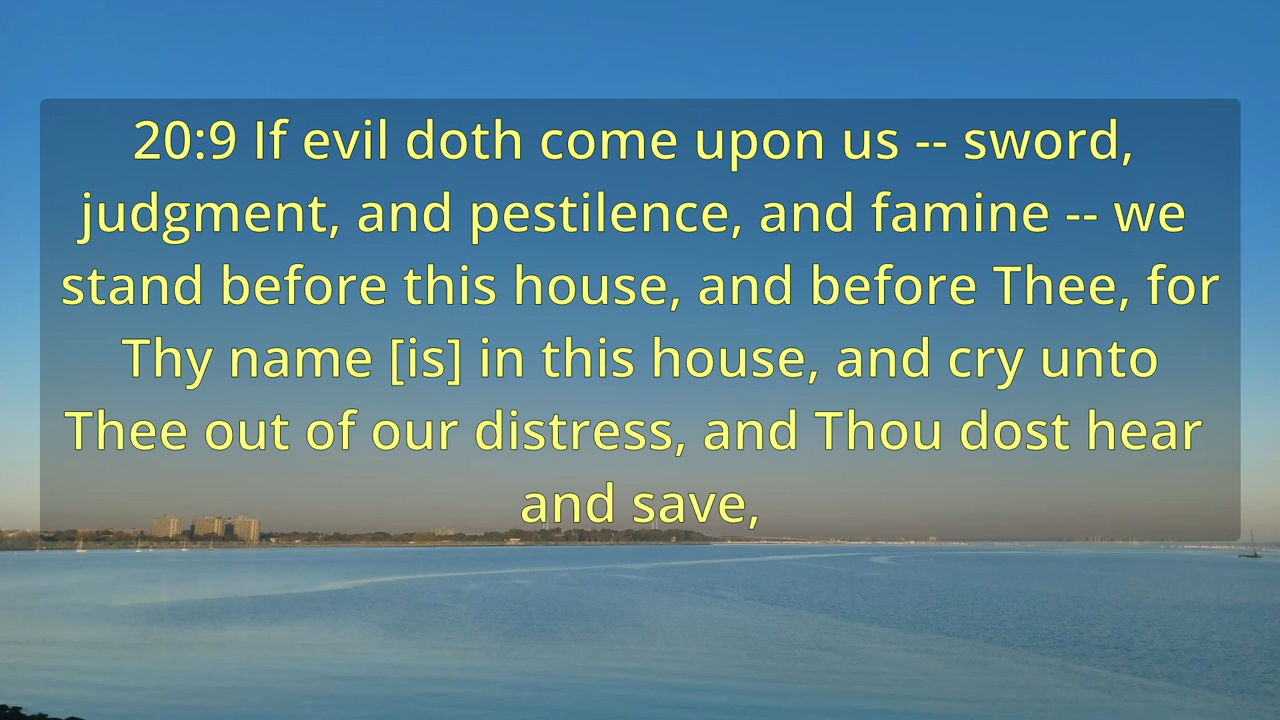 20:9 If evil doth come upon us -- sword,
judgment, and pestilence, and famine -- we
stand before this house, and before Thee, for
Thy name [is] in this house, and cry unto
Thee out of our distress, and Thou dost hear
and save,